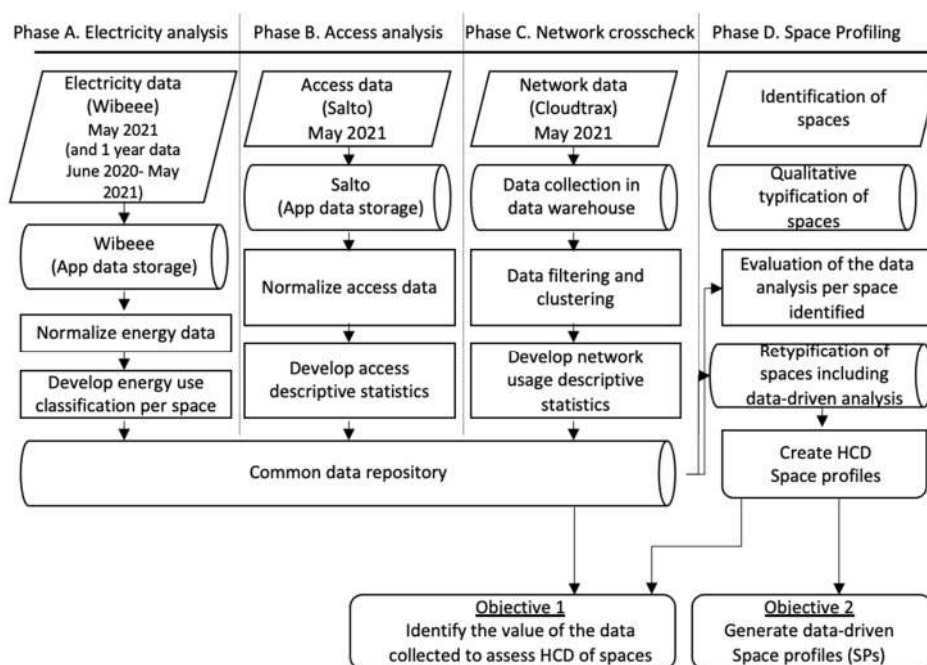 Phase A. Electricity analysis
Phase B. Access analysis
Phase C. Network crosscheck
Phase D. Space Profiling
Electricity data
(Wibeee)
May 2021
(and 1 year data
June 2020- May
2021)
Wibeee
(App data storage)
Normalize energy data
Develop energy use
classification per space
Access data
(Salto)
May 2021
Salto
(App data storage)
Normalize access data
Develop access
descriptive statistics
Network data
(Cloudtrax)
May 2021
Data collection in
data warehouse
Data filtering and
clustering
Develop network
usage descriptive
statistics
Identification of
spaces
Qualitative
typification of
spaces
Evaluation of the data
analysis per space
identified
Retypification of
spaces including
data-driven analysis
Create HCD
Space profiles
Common data repository
Objective 1
Identify the value of the data
collected to assess HCD of spaces
Objective 2
Generate data-driven
Space profiles (SPs)